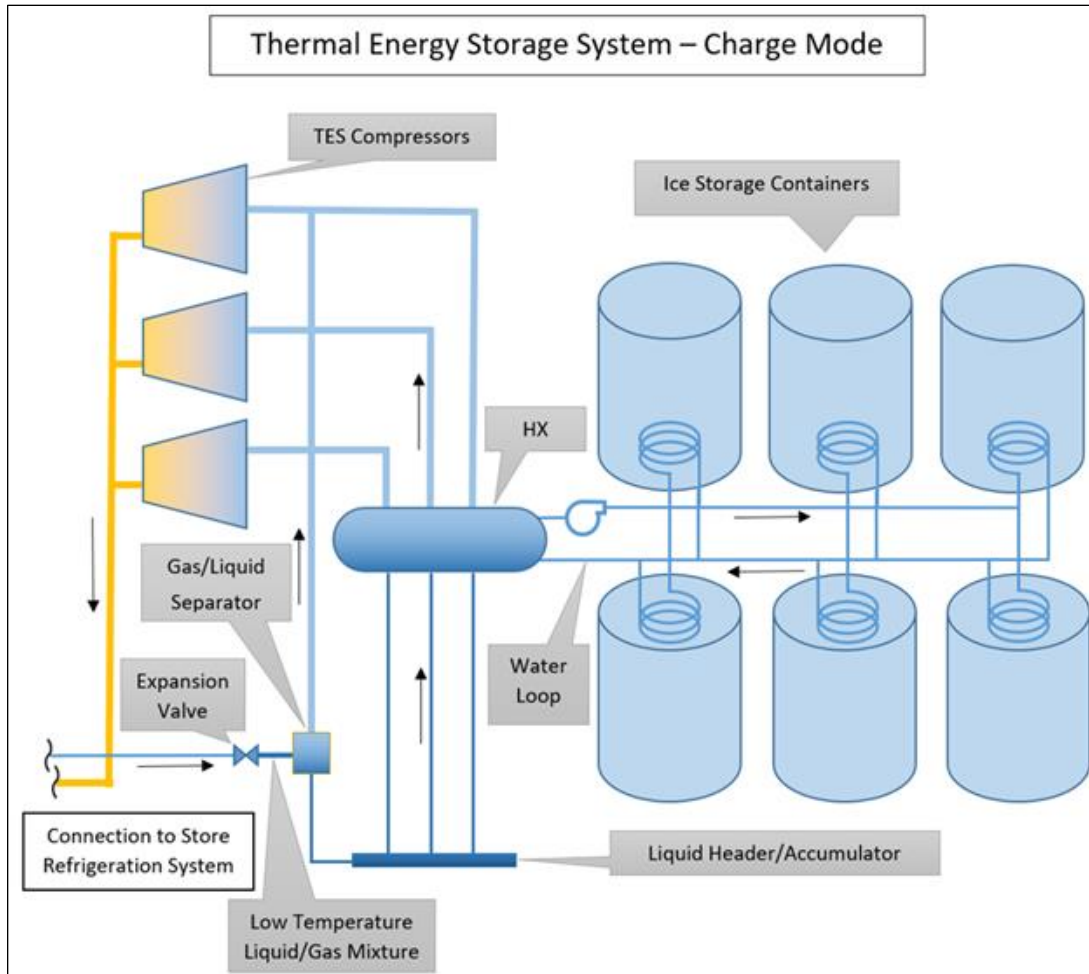 Thermal Energy Storage System – Charge Mode
TES Compressors
Ice Storage Containers
HX
Gas/Liquid
Separator
Water
Loop
Expansion
Valve
Connection to Store
Refrigeration System
Liquid Header/Accumulator
Low Temperature
Liquid/Gas Mixture